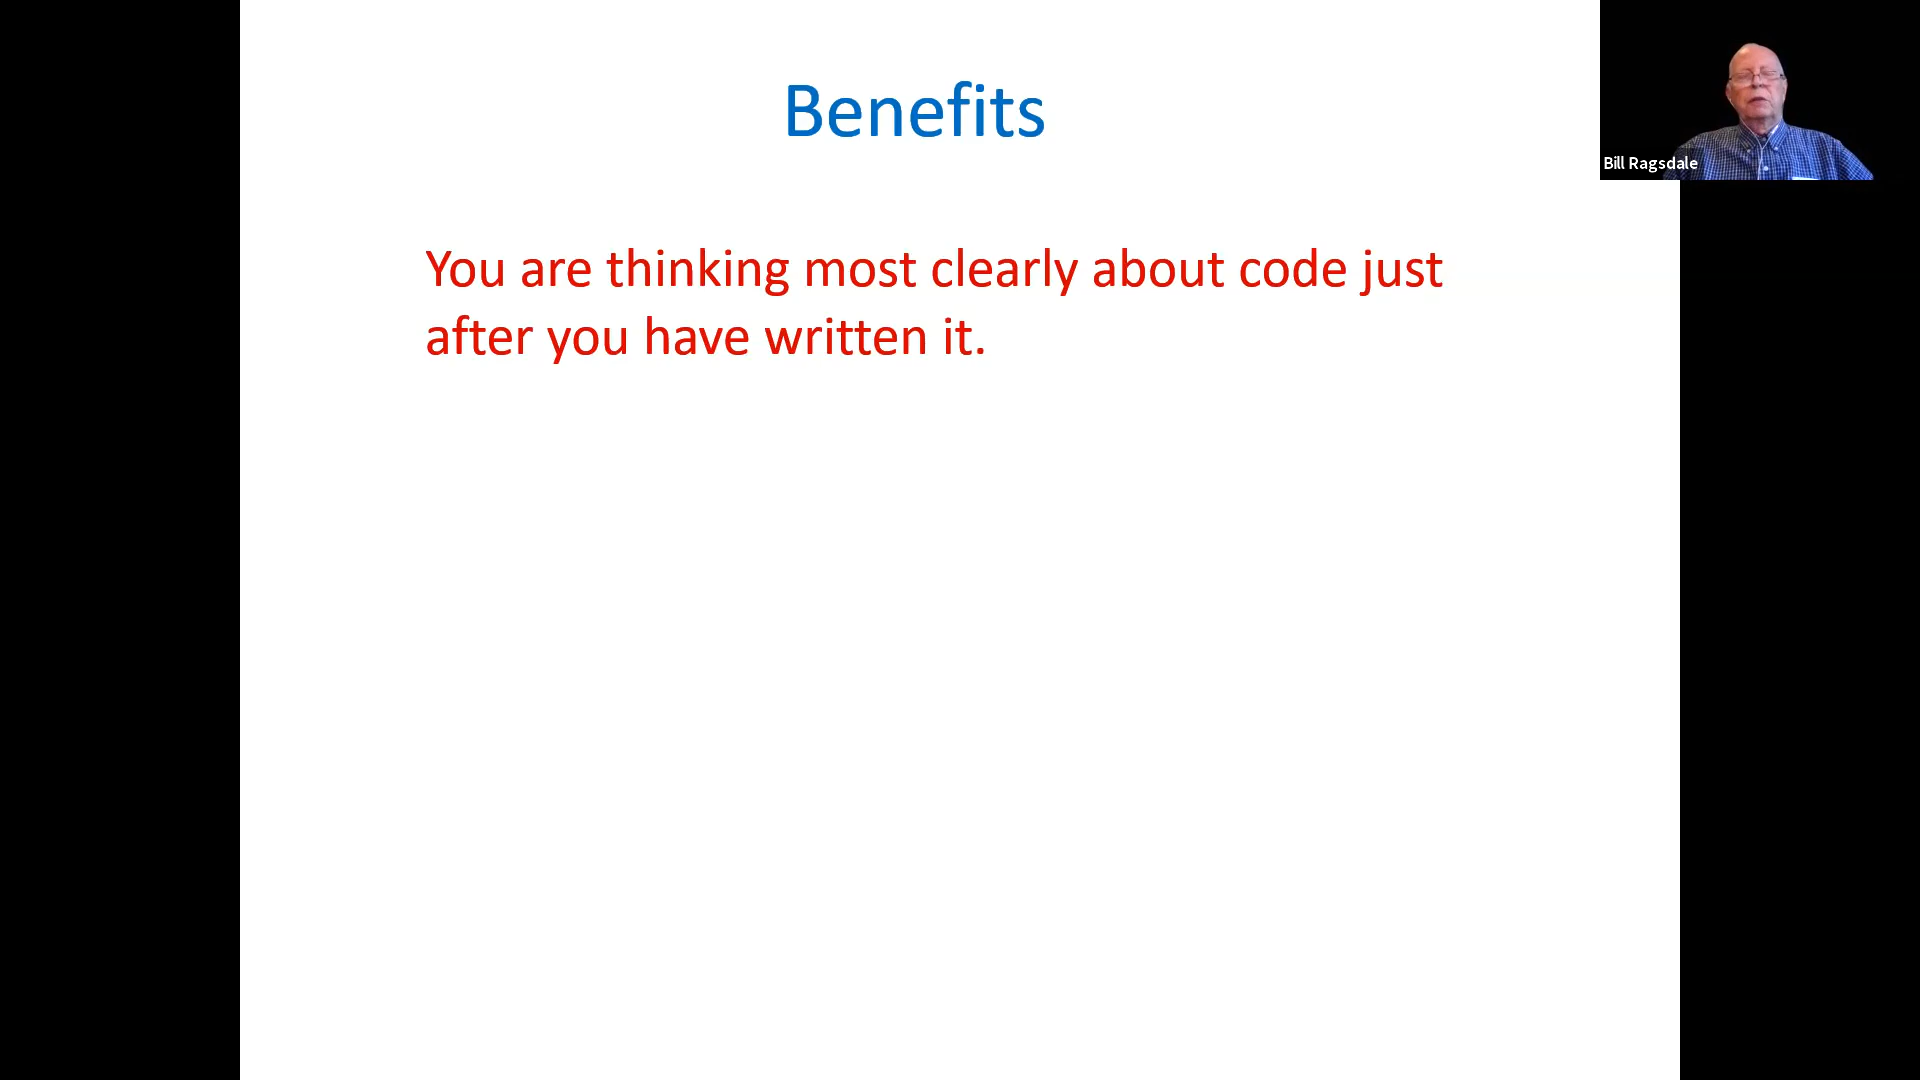 Benefits
Bill Ragsdale
You are thinking most clearly about code just
after you have written it.